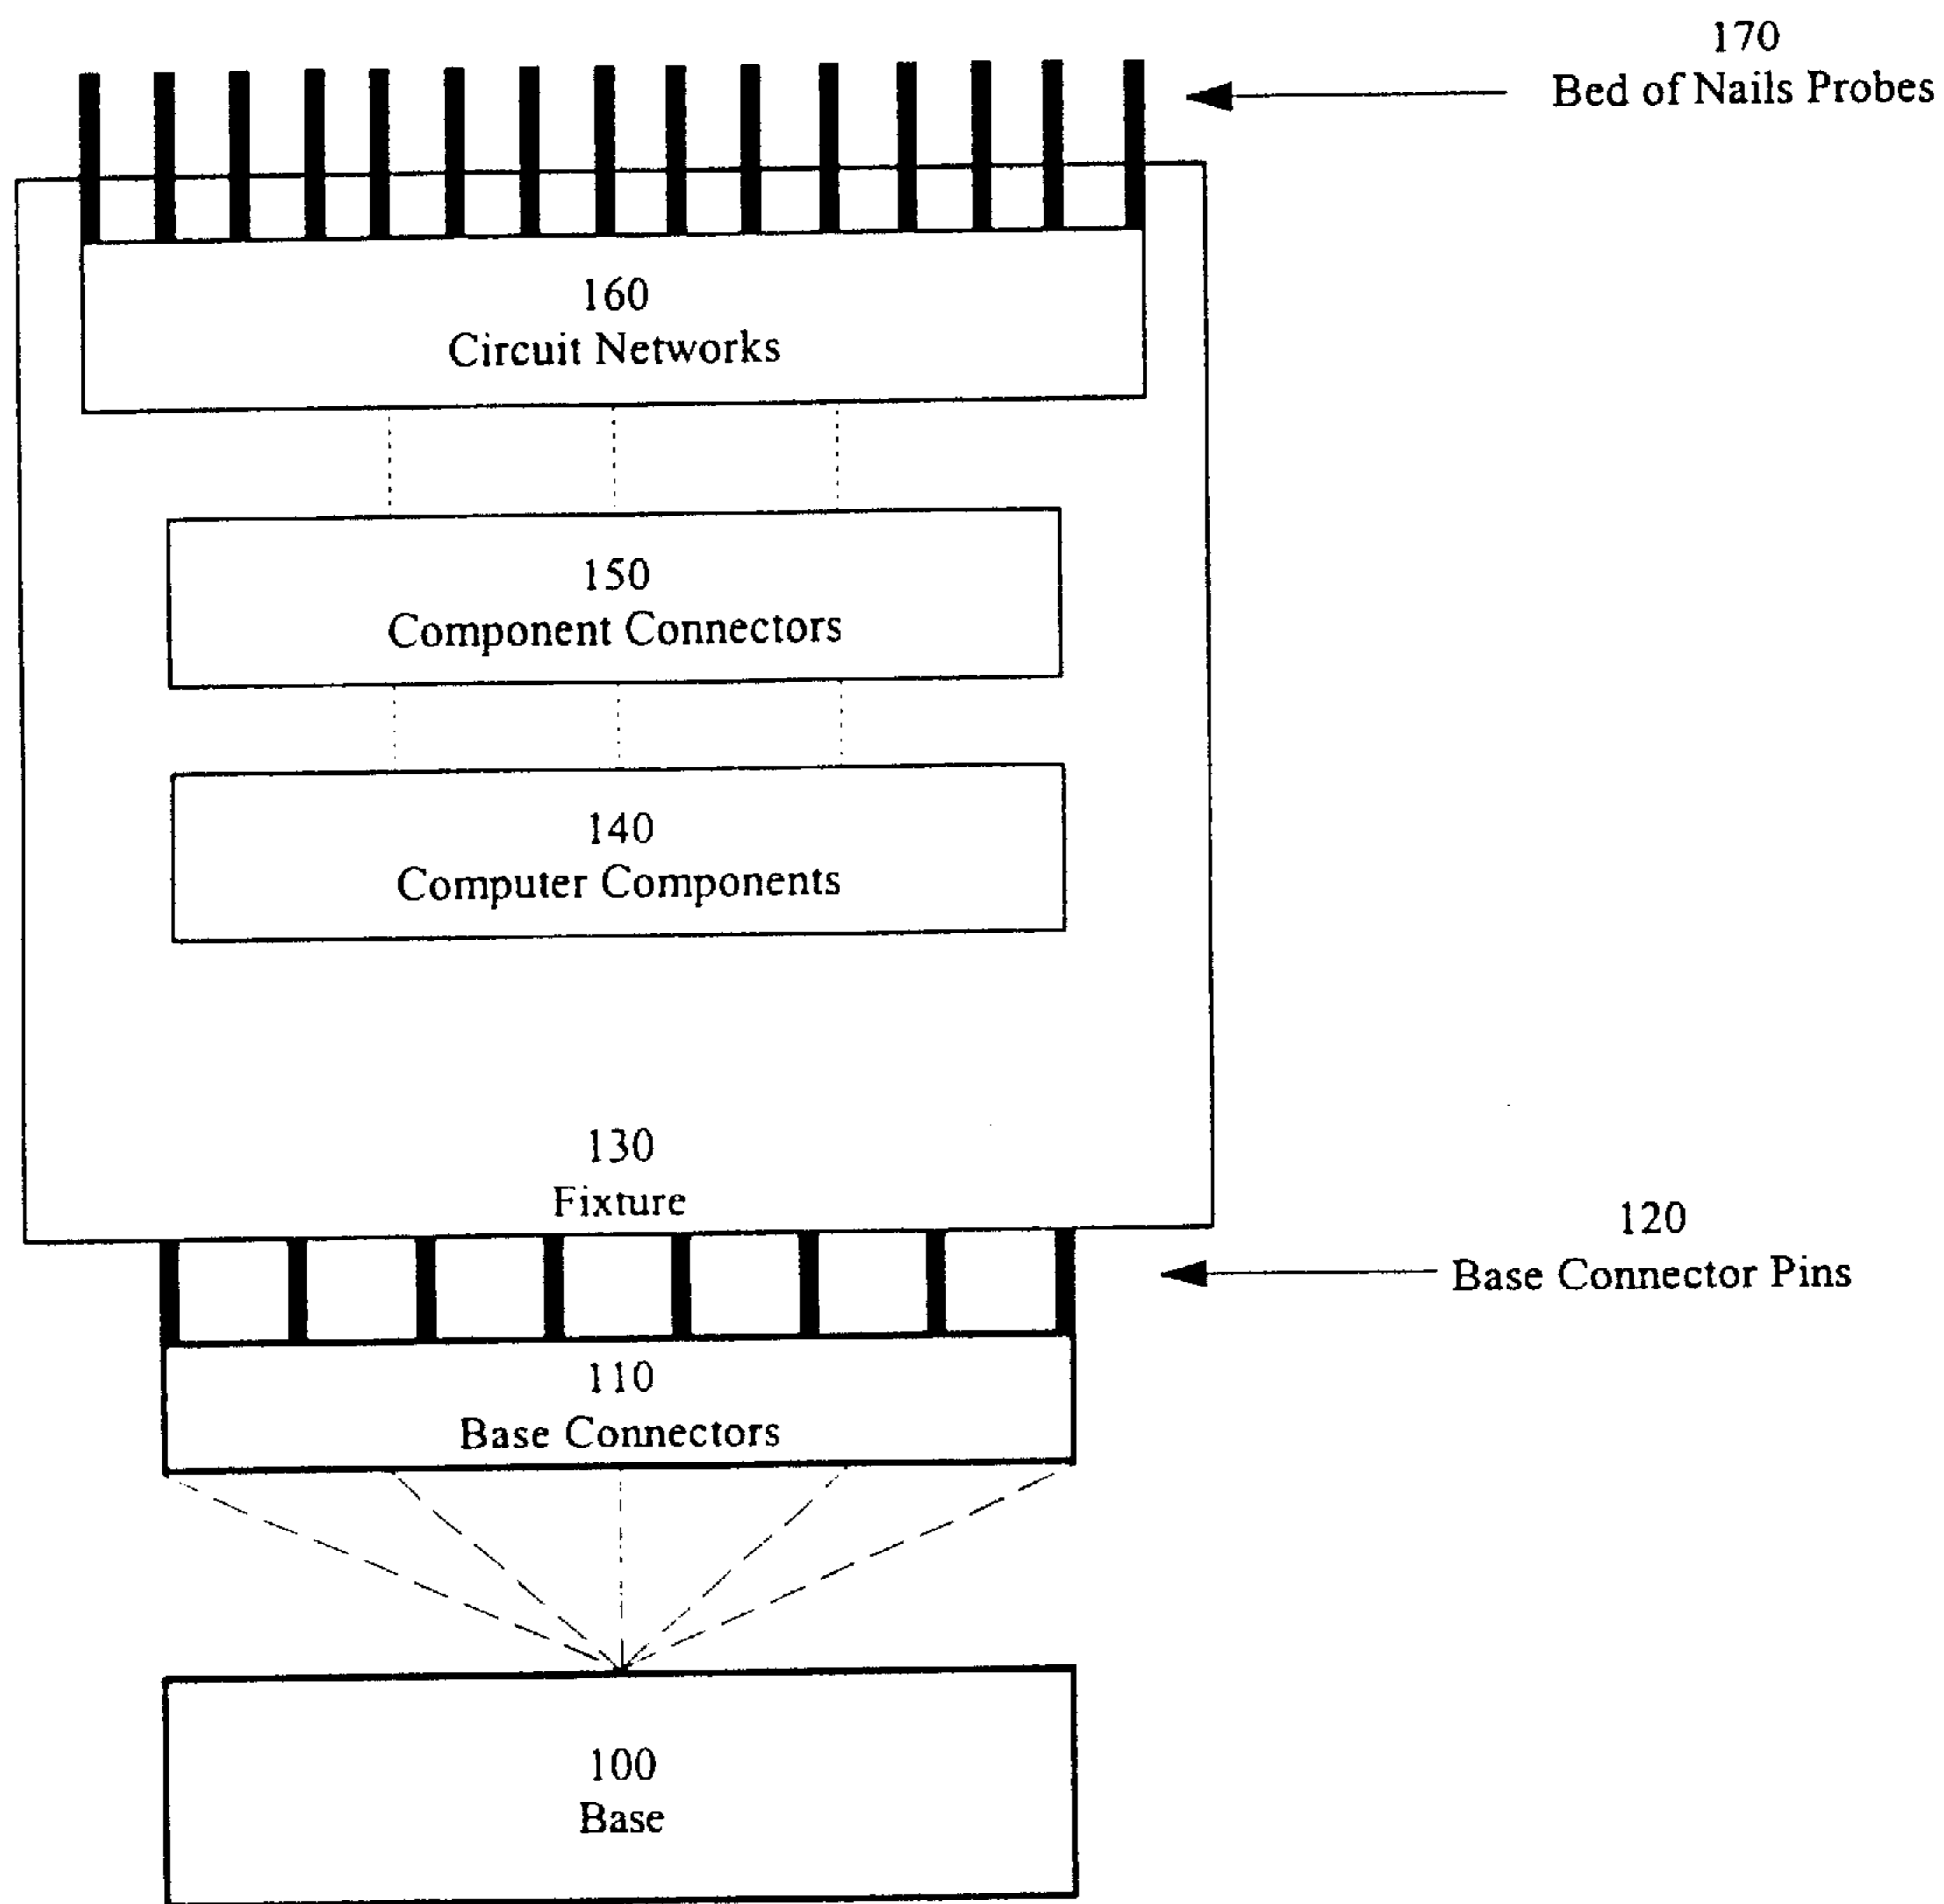 170
Bed of Nails Probes
160
Circuit Networks
150
Component Connectors
140
Computer Components
130
Fixture
120
Base Connector Pins
110
Base Connectors
100
Base